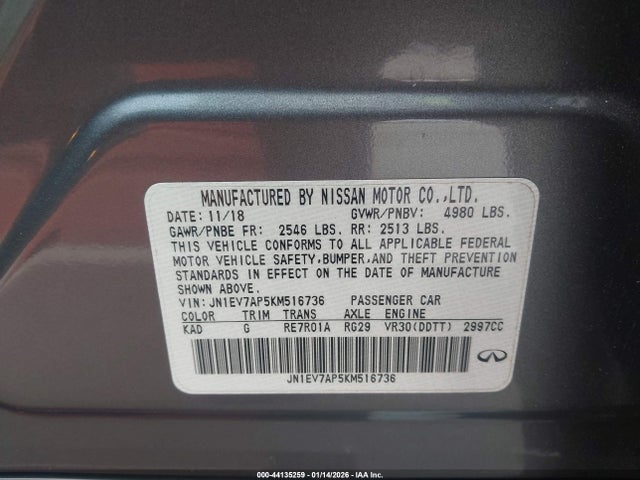 MANUFACTURED BY NISSAN MOTOR CO.,LTD.
DATE: 11/18 GVWR/PNBV: 4980 LBS.
GAWR/PNBE FR: 2546 LBS. RR: 2513 LBS.
THIS VEHICLE CONFORMS TO ALL APPLICABLE FEDERAL
MOTOR VEHICLE SAFETY,BUMPER,AND THEFT PREVENTION
STANDARDS IN EFFECT ON THE DATE OF MANUFACTURE
SHOWN ABOVE.
VIN: JN1EV7AP5KM516736 PASSENGER CAR
COLOR TRIM TRANS AXLE ENGINE
KAD G RE7R01A RG29 VR30(DDTT) 2997CC
JN1EV7AP5KM516736
INFINITI
000-44135259 - 01/14/2026 - IAA Inc.